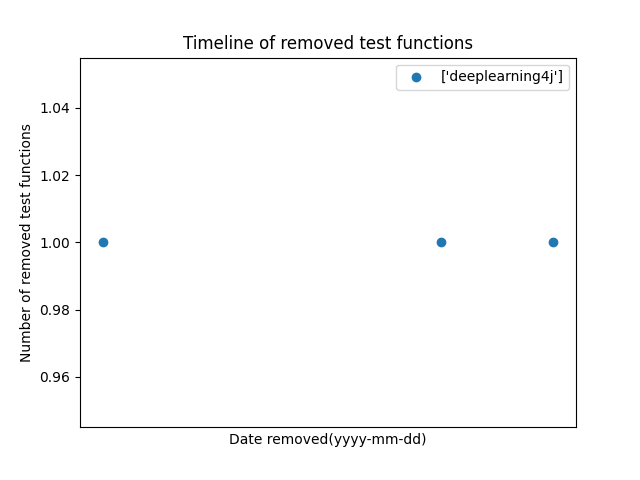 Timeline of removed test functions
['deeplearning4j']
Number of removed test functions
1.04
1.02
1.00
0.98
0.96
Date removed(yyyy-mm-dd)